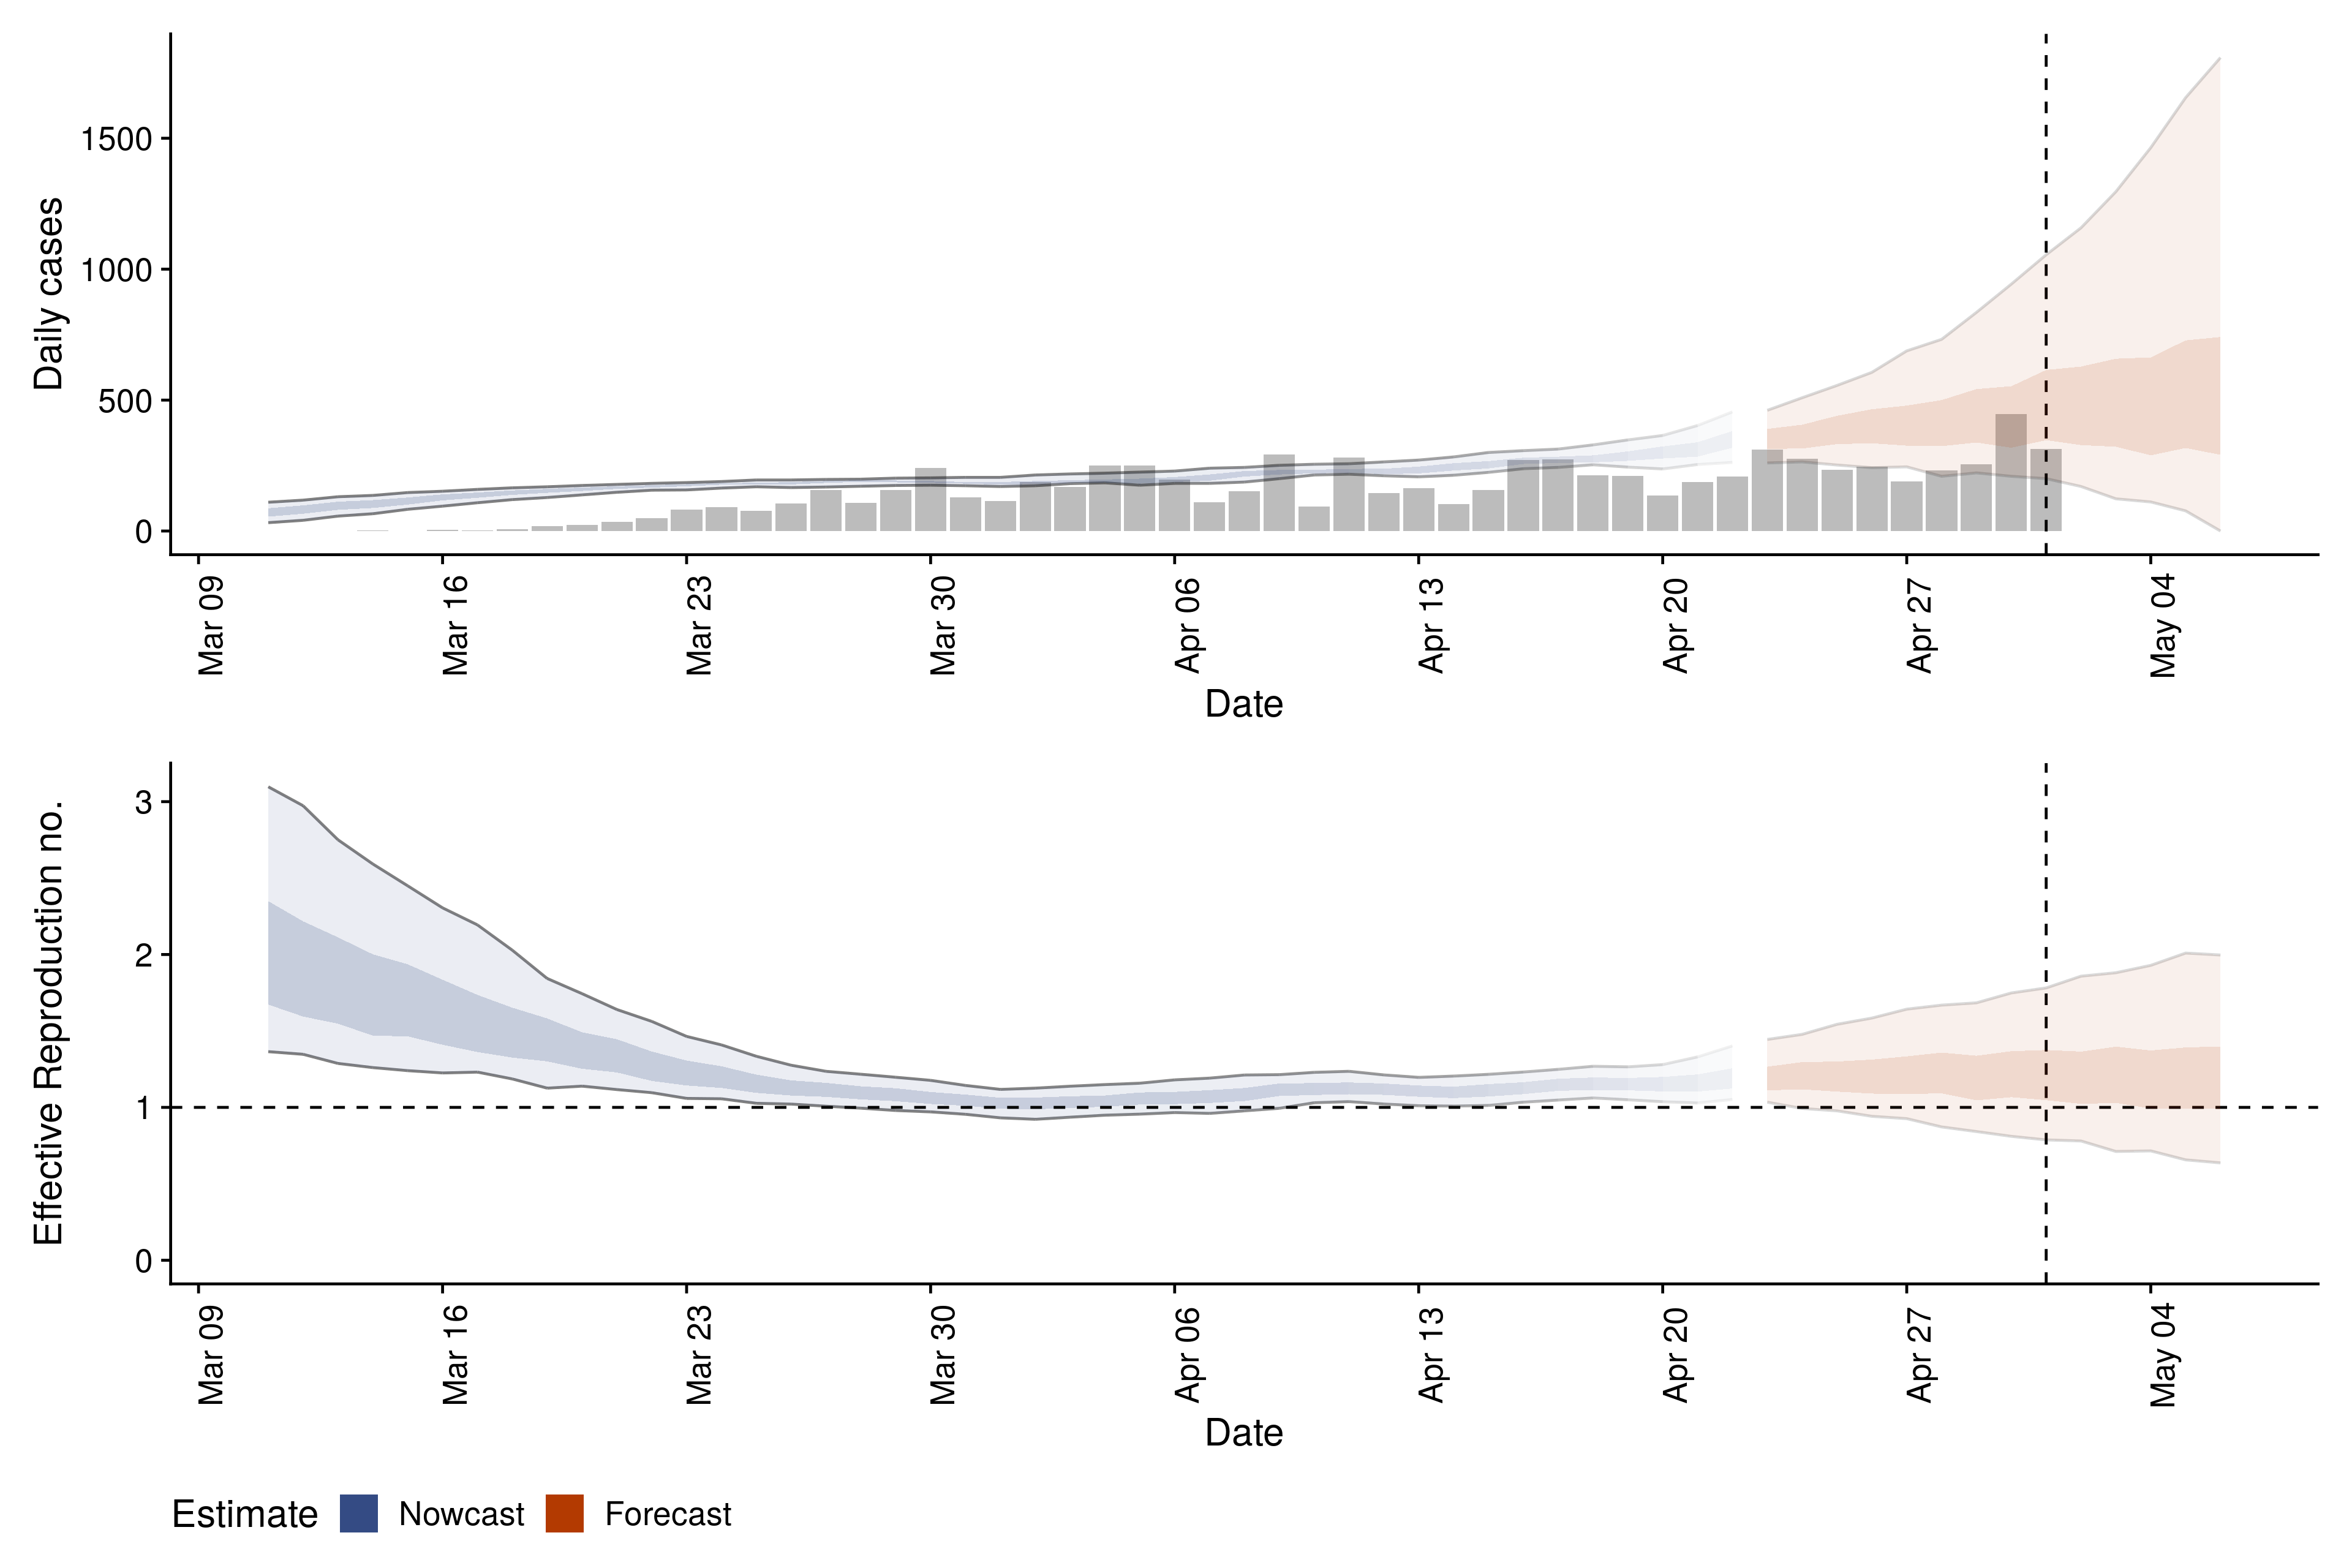 Daily cases
1500
1000
500
0
Mar 09
Mar 16
Mar 23
Mar 30
Apr 06
Apr 13
Apr 20
Apr 27
May 04
Date
Effective Reproduction no.
3
2
1
0
Mar 09
Mar 16
Mar 23
Mar 30
Apr 06
Apr 13
Apr 20
Apr 27
May 04
Date
Estimate Nowcast Forecast